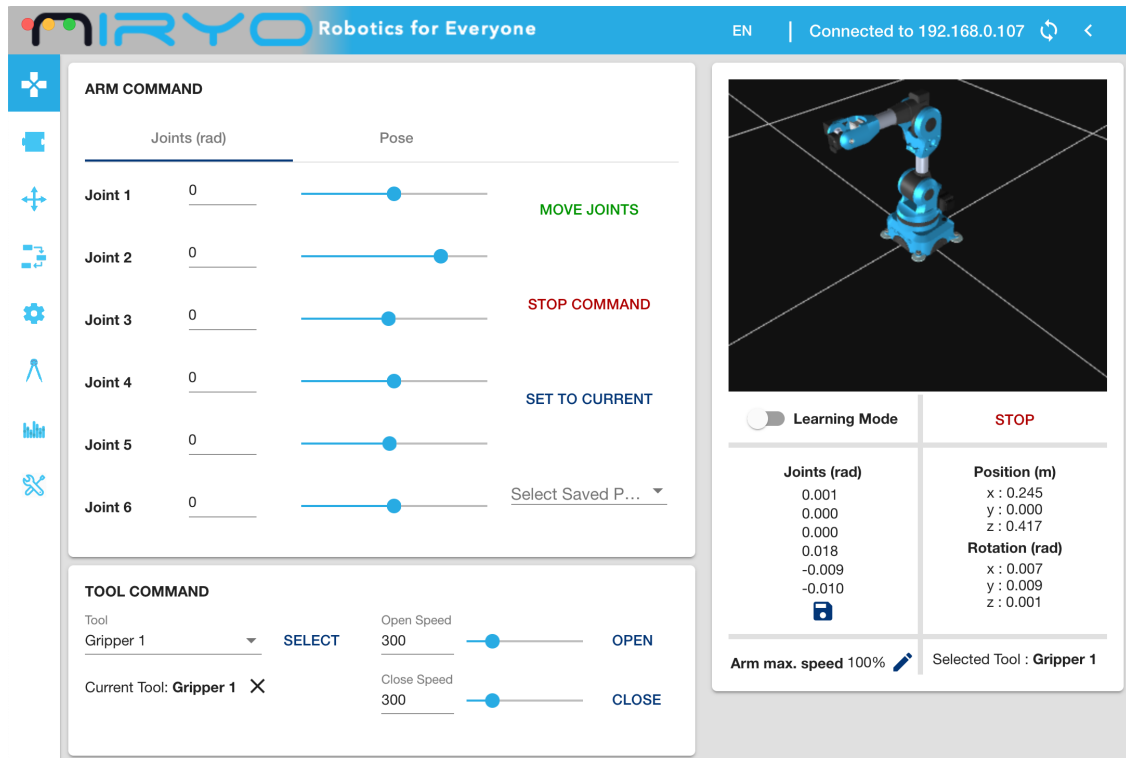 NIRYO Robotics for Everyone
EN | Connected to 192.168.0.107
ARM COMMAND
Joints (rad) Pose
Joint 1 0
MOVE JOINTS
Joint 2 0
STOP COMMAND
Joint 3 0
Joint 4 0
SET TO CURRENT
Joint 5 0
Select Saved P...
Joint 6 0
TOOL COMMAND
Tool
Gripper 1
SELECT
Current Tool: Gripper 1
Open Speed
300
OPEN
Close Speed
300
CLOSE
Learning Mode
STOP
Joints (rad)
0.001
0.000
0.000
0.018
-0.009
-0.010
Position (m)
x : 0.245
y : 0.000
z : 0.417
Rotation (rad)
x : 0.007
y : 0.009
z : 0.001
Arm max. speed 100%
Selected Tool : Gripper 1